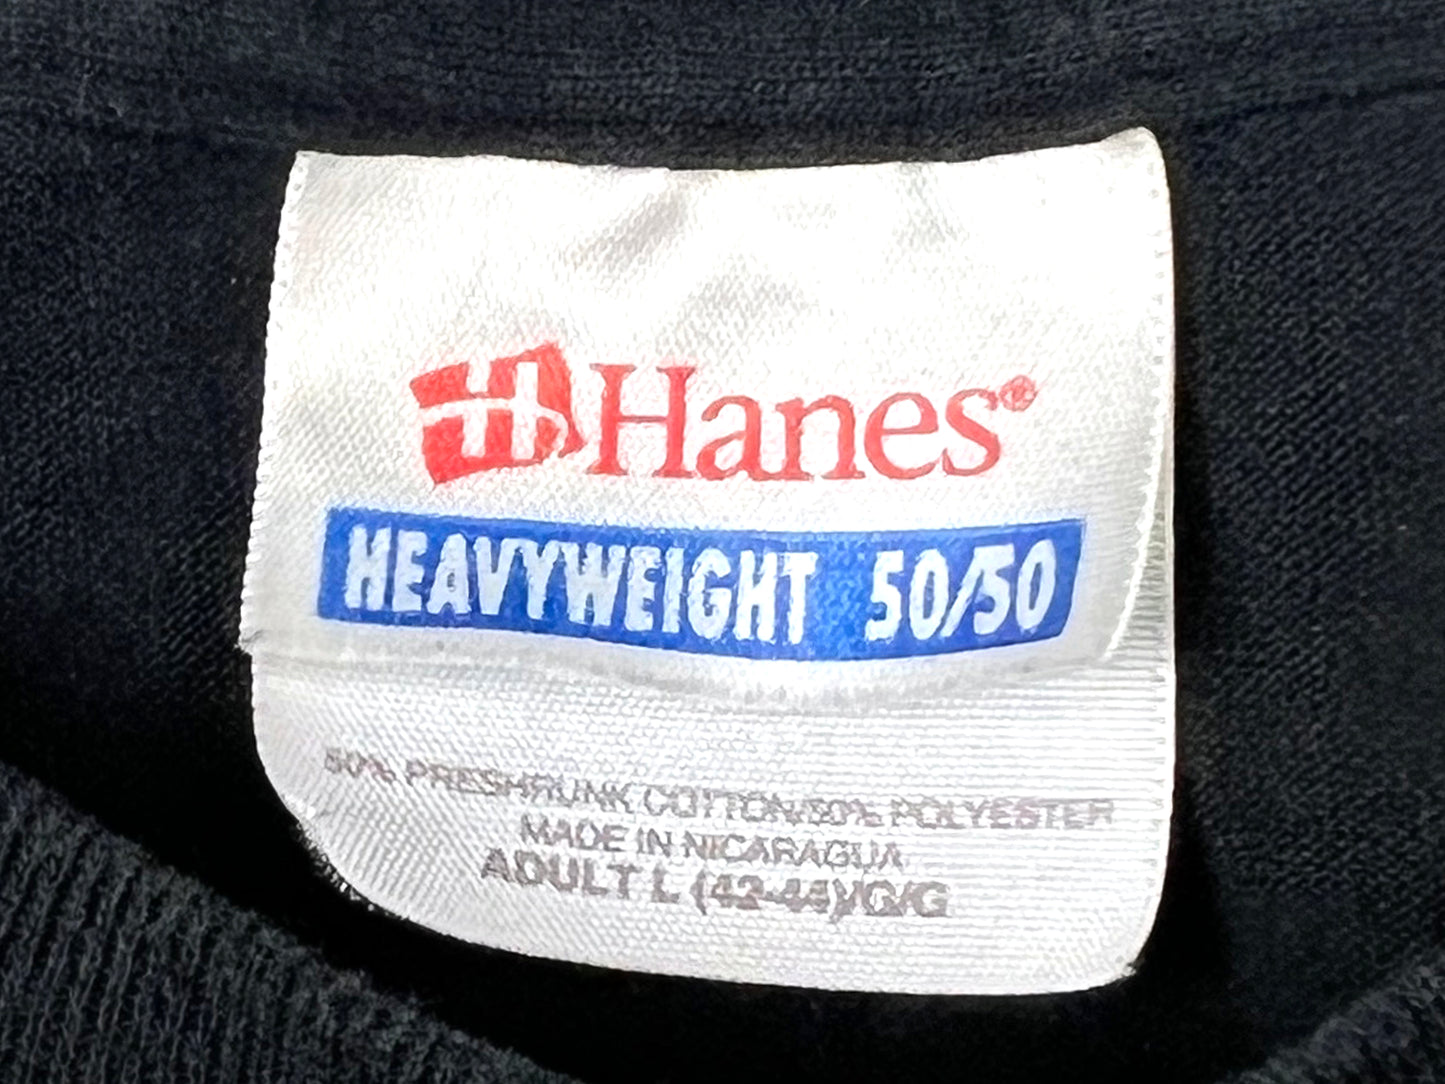 H Hanes®
HEAVYWEIGHT 50/50
50% PRESHRUNK COTTON/50% POLYESTER
MADE IN NICARAGUA
ADULT L (42-44)/G/G